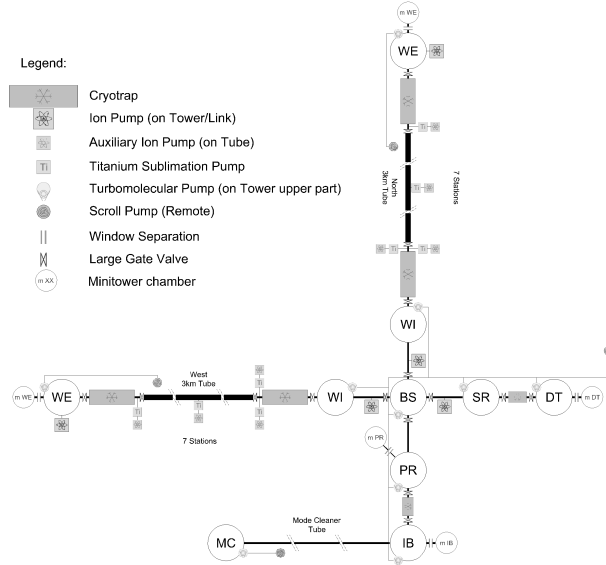 m WE
WE
Legend:
Cryotrap
Ion Pump (on Tower/Link)
Auxiliary Ion Pump (on Tube)
Ti
Titanium Sublimation Pump
Turbomolecular Pump (on Tower upper part)
Scroll Pump (Remote)
Window Separation
Large Gate Valve
m XX
Minitower chamber
Ti
Ti
North
3km Tube
7 Stations
Ti
Ti
WI
West
3km Tube
Ti
m WE
WE
WI
BS
SR
DT
m DT
Ti
Ti
Ti
7 Stations
m PR
PR
Mode Cleaner
Tube
MC
IB
m IB